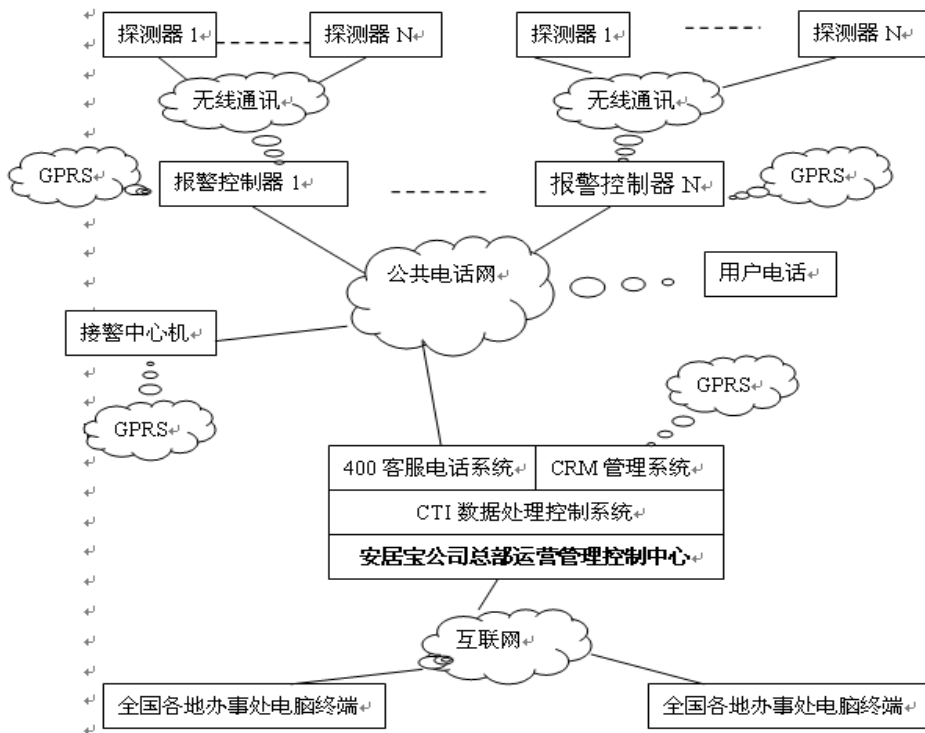 探测器 1
探测器 N
探测器 1
探测器 N
无线通讯
无线通讯
GPRS
报警控制器 1
报警控制器 N
GPRS
公共电话网
用户电话
接警中心机
GPRS
GPRS
400 客服电话系统
CRM 管理系统
CTI 数据处理控制系统
安居宝公司总部运营管理控制中心
互联网
全国各地办事处电脑终端
全国各地办事处电脑终端